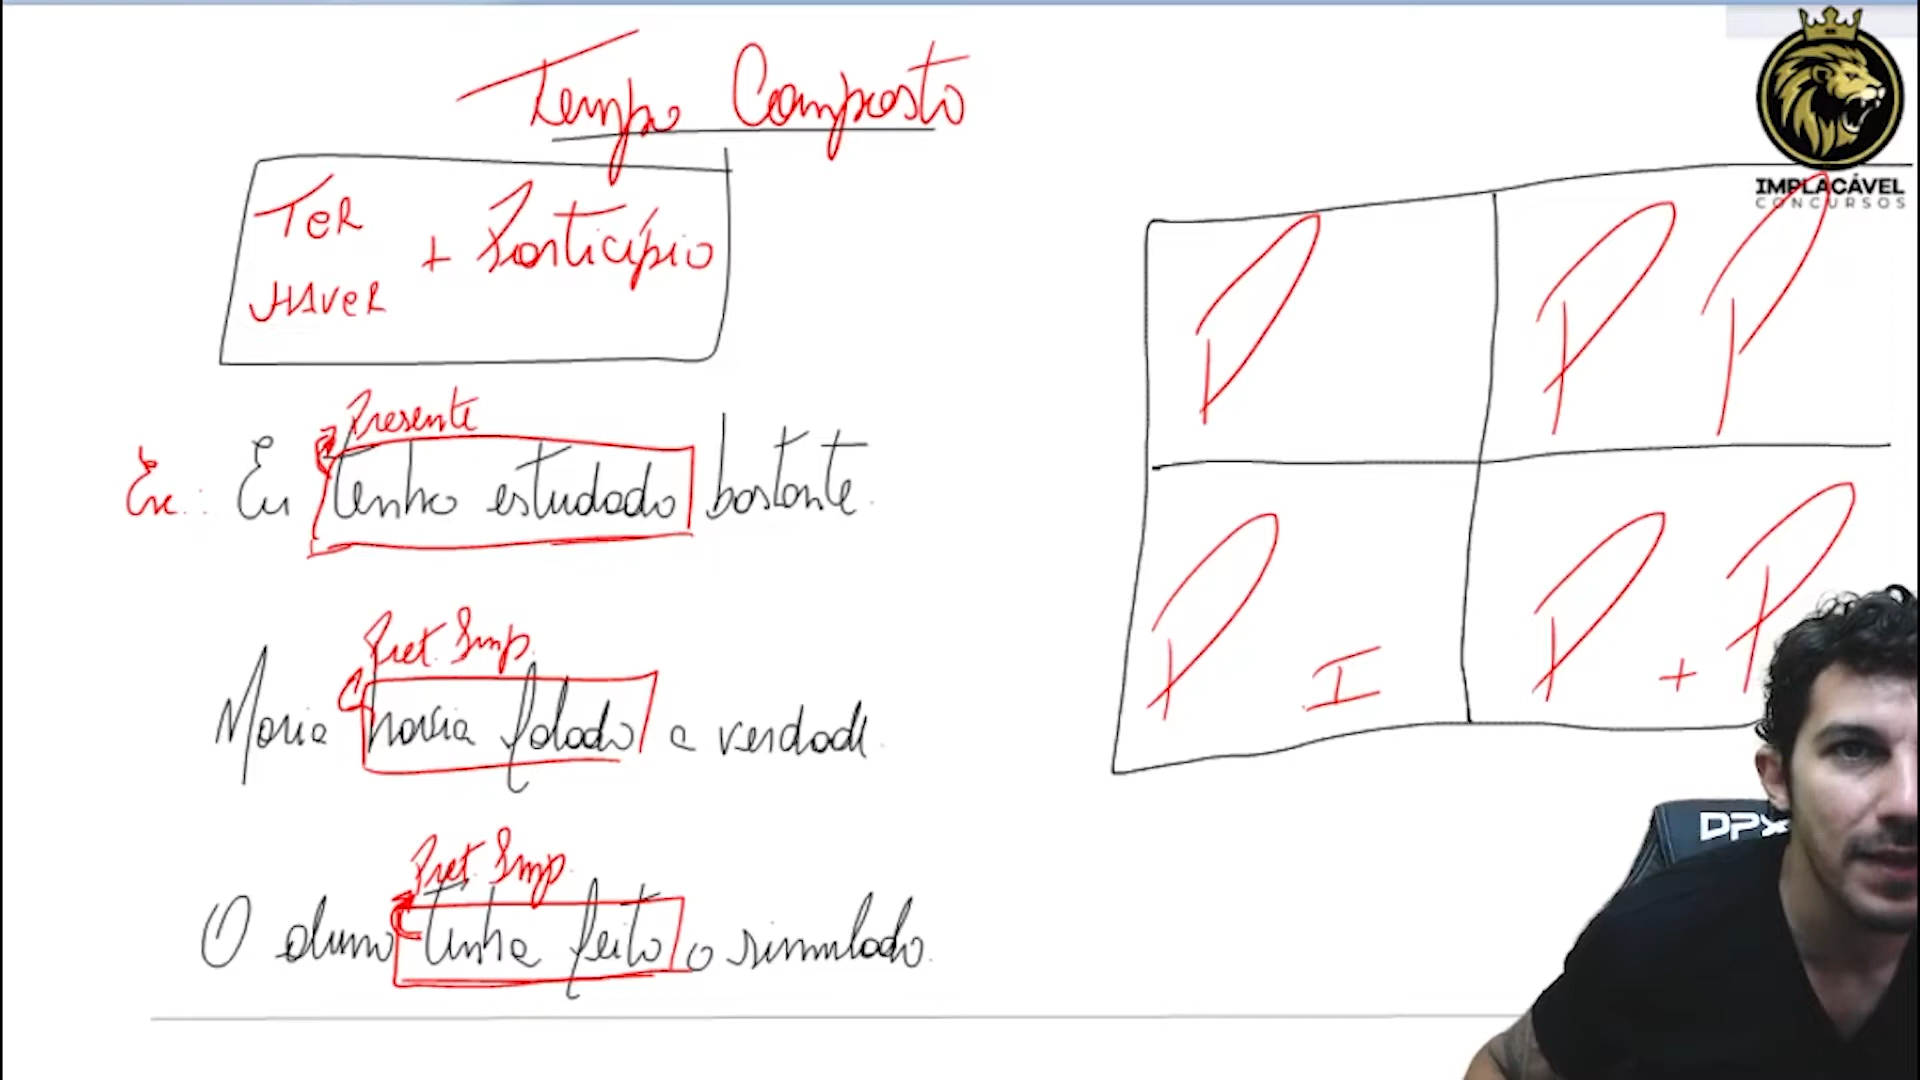 Tempo Composto
TER
HAVER
+ Particípio
Presente
Ex.: Eu tenho estudado bastante.
Pret. Imp.
Maria havia falado a verdade.
Pret. Imp.
O aluno tinha feito o simulado.
P
P P
P I
P + P
IMPLACÁVEL
CONCURSOS
DPX